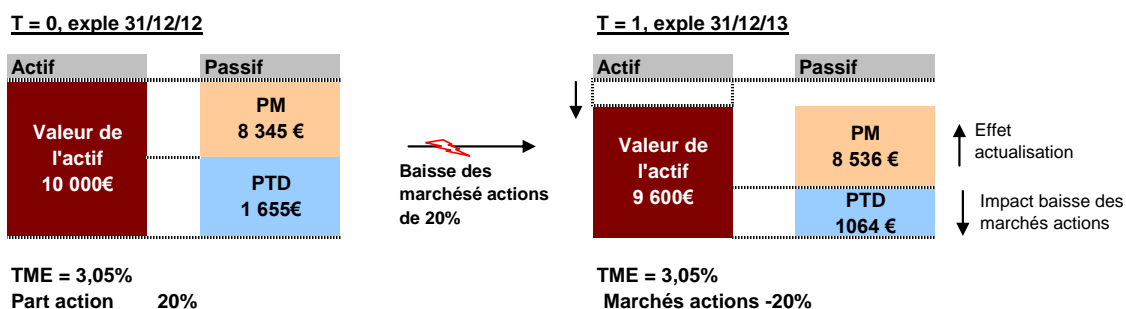 T = 0, exple 31/12/12
Actif Passif
Valeur de
l'actif
10 000€
PM
8 345 €
PTD
1 655€
TME = 3,05%
Part action 20%
Baisse des
marchésé actions
de 20%
T = 1, exple 31/12/13
Actif Passif
Valeur de
l'actif
9 600€
PM
8 536 €
PTD
1064 €
Effet
actualisation
Impact baisse des
marchés actions
TME = 3,05%
Marchés actions -20%